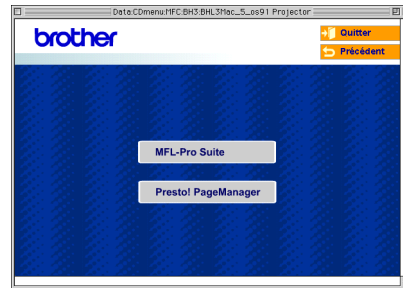 Data:CDmenu:MFC:BH3:BHL3Mac_5_os91 Projector
brother
Quitter
Précédent
MFL-Pro Suite
Presto! PageManager